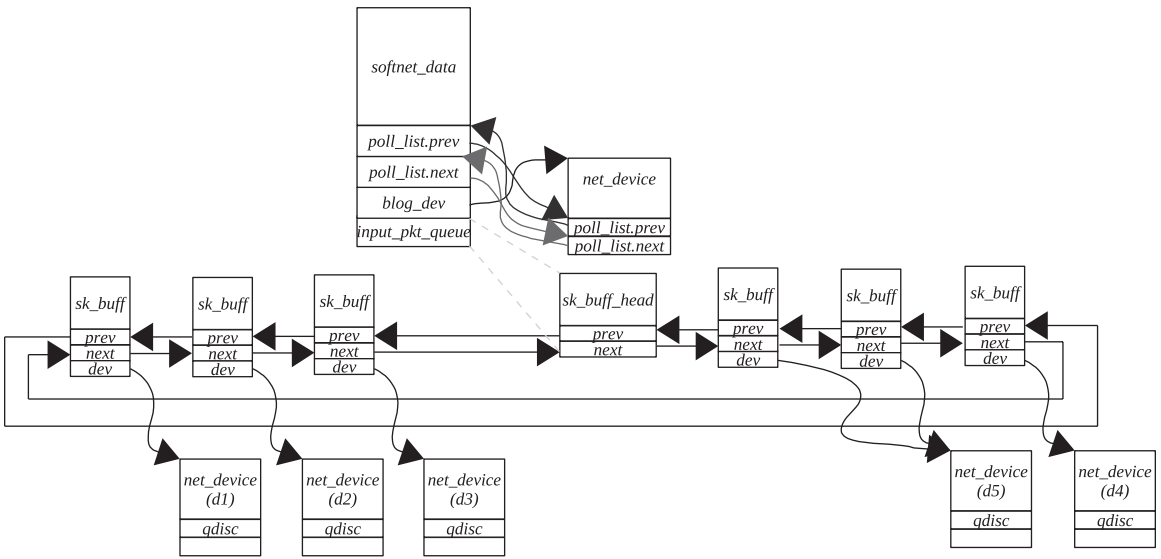 softnet_data
poll_list.prev
poll_list.next
blog_dev
input_pkt_queue
net_device
poll_list.prev
poll_list.next
sk_buff
prev
next
dev
sk_buff
prev
next
dev
sk_buff
prev
next
dev
sk_buff_head
prev
next
sk_buff
prev
next
dev
sk_buff
prev
next
dev
sk_buff
prev
next
dev
net_device
(d1)
qdisc
net_device
(d2)
qdisc
net_device
(d3)
qdisc
net_device
(d5)
qdisc
net_device
(d4)
qdisc